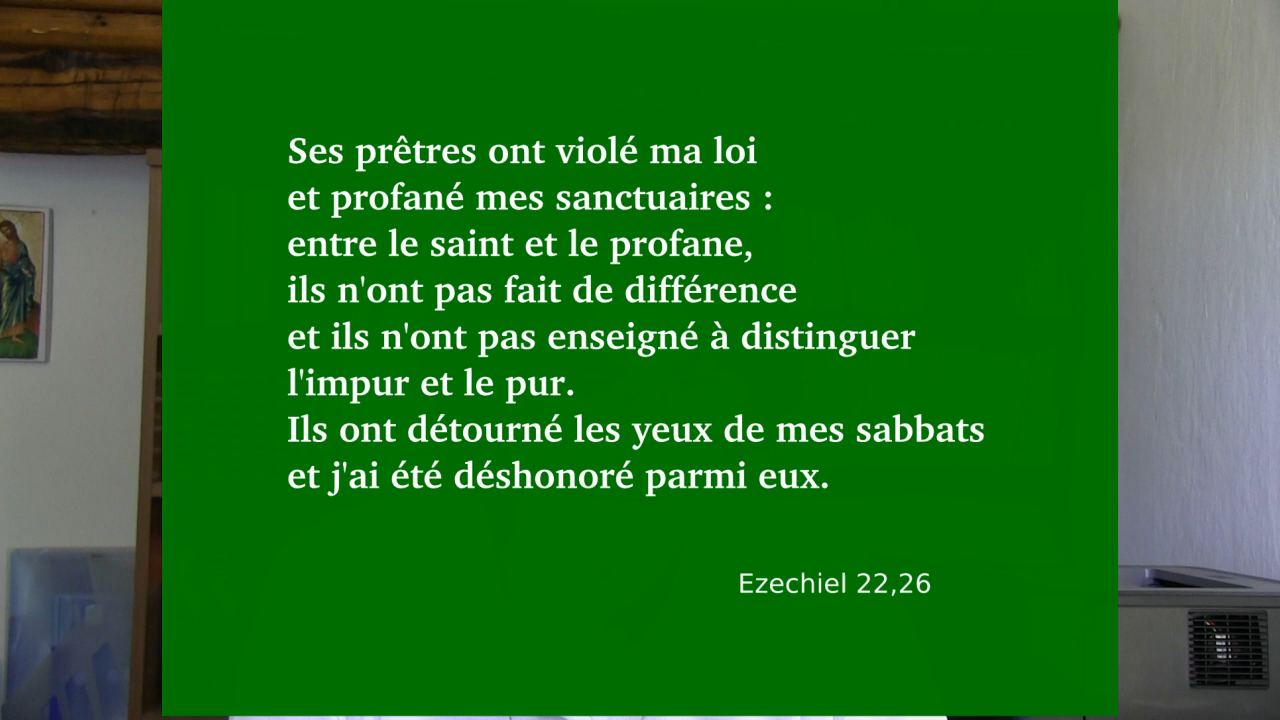 Ses prêtres ont violé ma loi
et profané mes sanctuaires :
entre le saint et le profane,
ils n'ont pas fait de différence
et ils n'ont pas enseigné à distinguer
l'impur et le pur.
Ils ont détourné les yeux de mes sabbats
et j'ai été déshonoré parmi eux.
Ezechiel 22,26